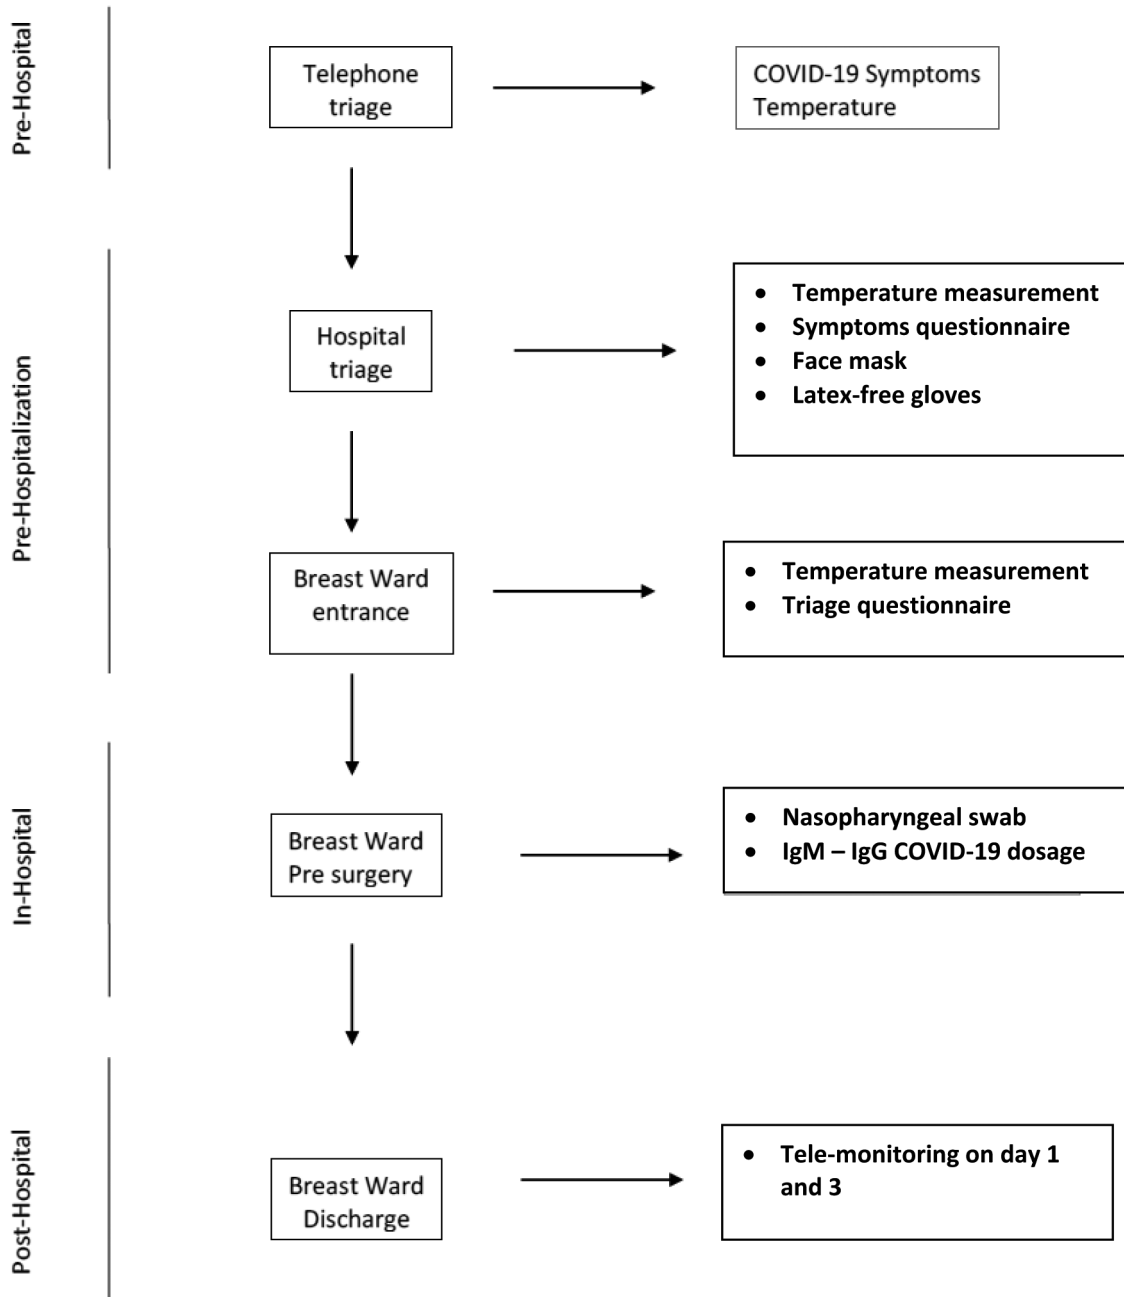 Pre-Hospital
Telephone
triage
COVID-19 Symptoms
Temperature
Pre-Hospitalization
Hospital
triage
• Temperature measurement
• Symptoms questionnaire
• Face mask
• Latex-free gloves
Breast Ward
entrance
• Temperature measurement
• Triage questionnaire
In-Hospital
Breast Ward
Pre surgery
• Nasopharyngeal swab
• IgM – IgG COVID-19 dosage
Post-Hospital
Breast Ward
Discharge
• Tele-monitoring on day 1
and 3